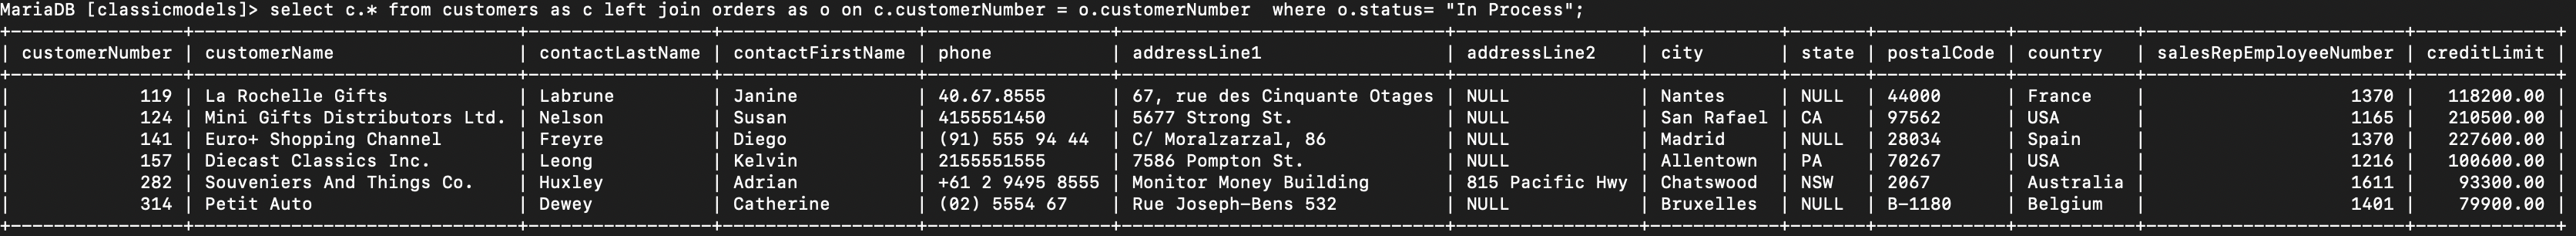 MariaDB [classicmodels]> select c.* from customers as c left join orders as o on c.customerNumber = o.customerNumber  where o.status= "In Process";
+----------------+------------------------------+-----------------+------------------+------------------+------------------------------+-----------------+------------+-------+------------+-----------+------------------------+-------------+
| customerNumber | customerName                 | contactLastName | contactFirstName | phone            | addressLine1                 | addressLine2    | city       | state | postalCode | country   | salesRepEmployeeNumber | creditLimit |
+----------------+------------------------------+-----------------+------------------+------------------+------------------------------+-----------------+------------+-------+------------+-----------+------------------------+-------------+
|            119 | La Rochelle Gifts            | Labrune         | Janine           | 40.67.8555       | 67, rue des Cinquante Otages | NULL            | Nantes     | NULL  | 44000      | France    |                   1370 |   118200.00 |
|            124 | Mini Gifts Distributors Ltd. | Nelson          | Susan            | 4155551450       | 5677 Strong St.              | NULL            | San Rafael | CA    | 97562      | USA       |                   1165 |   210500.00 |
|            141 | Euro+ Shopping Channel       | Freyre          | Diego            | (91) 555 94 44   | C/ Moralzarzal, 86           | NULL            | Madrid     | NULL  | 28034      | Spain     |                   1370 |   227600.00 |
|            157 | Diecast Classics Inc.        | Leong           | Kelvin           | 2155551555       | 7586 Pompton St.             | NULL            | Allentown  | PA    | 70267      | USA       |                   1216 |   100600.00 |
|            282 | Souveniers And Things Co.    | Huxley          | Adrian           | +61 2 9495 8555  | Monitor Money Building       | 815 Pacific Hwy | Chatswood  | NSW   | 2067       | Australia |                   1611 |    93300.00 |
|            314 | Petit Auto                   | Dewey           | Catherine        | (02) 5554 67     | Rue Joseph-Bens 532          | NULL            | Bruxelles  | NULL  | B-1180     | Belgium   |                   1401 |    79900.00 |
+----------------+------------------------------+-----------------+------------------+------------------+------------------------------+-----------------+------------+-------+------------+-----------+------------------------+-------------+